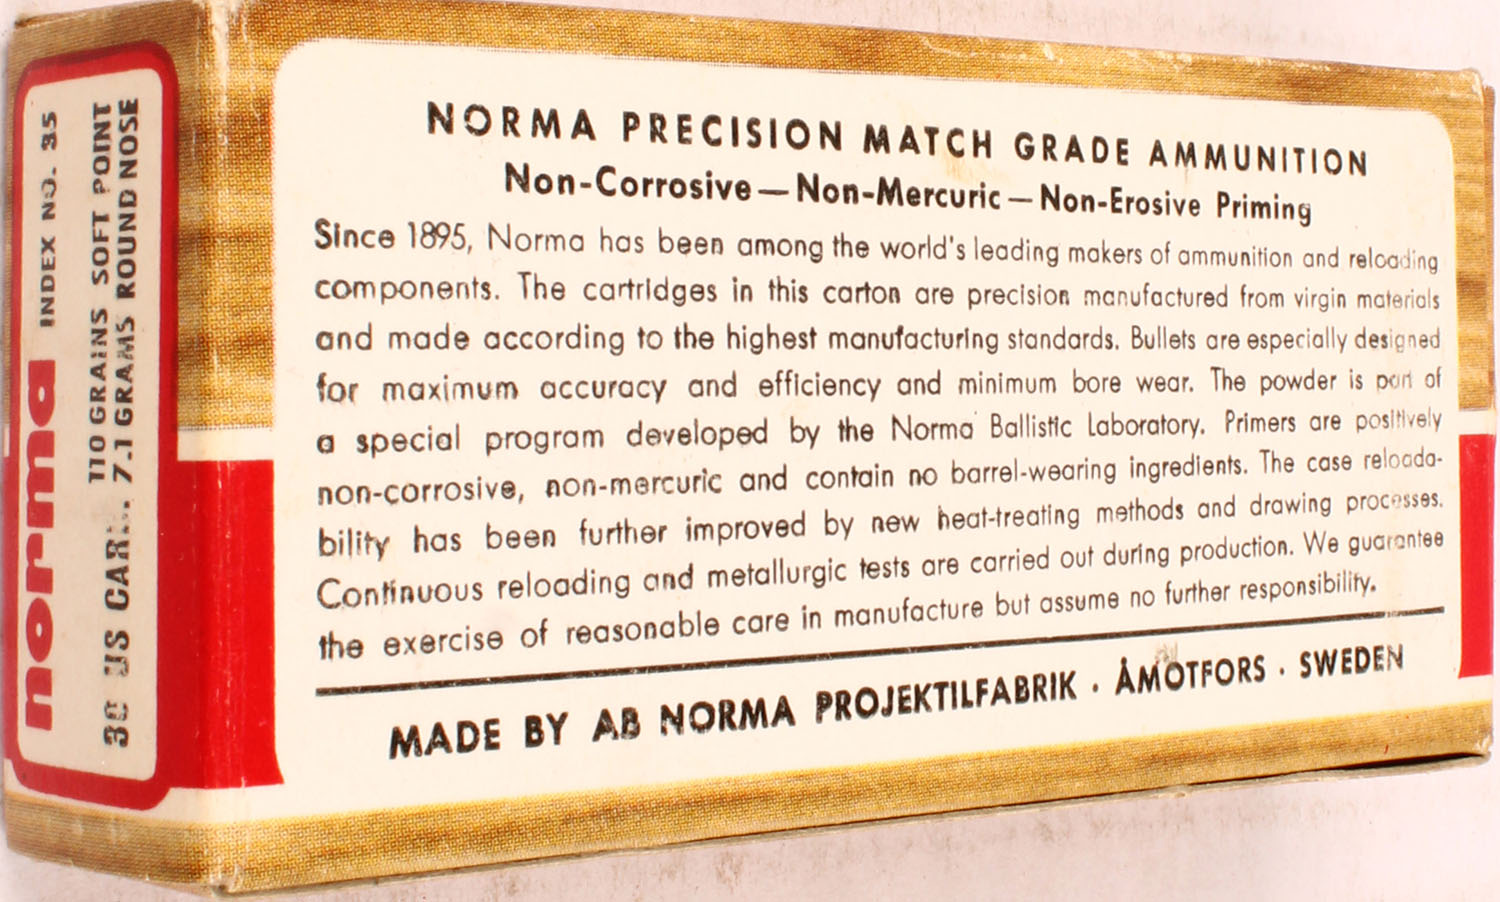 norma INDEX NO. 35
110 GRAINS SOFT POINT
30 US CARB. 7.1 GRAMS ROUND NOSE
NORMA PRECISION MATCH GRADE AMMUNITION
Non-Corrosive — Non-Mercuric — Non-Erosive Priming
Since 1895, Norma has been among the world's leading makers of ammunition and reloading
components. The cartridges in this carton are precision manufactured from virgin materials
and made according to the highest manufacturing standards. Bullets are especially designed
for maximum accuracy and efficiency and minimum bore wear. The powder is part of
a special program developed by the Norma Ballistic Laboratory. Primers are positively
non-corrosive, non-mercuric and contain no barrel-wearing ingredients. The case reloada-
bility has been further improved by new heat-treating methods and drawing processes.
Continuous reloading and metallurgic tests are carried out during production. We guarantee
the exercise of reasonable care in manufacture but assume no further responsibility.
MADE BY AB NORMA PROJEKTILFABRIK · ÅMOTFORS · SWEDEN